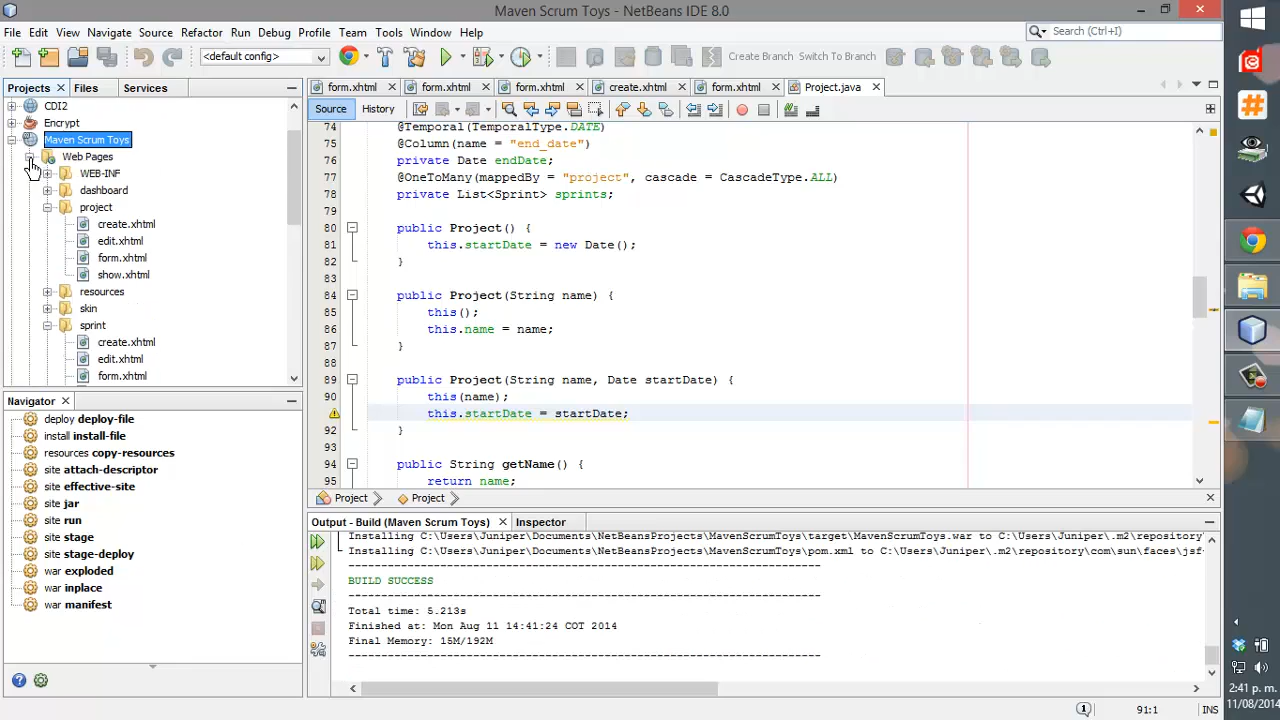 Maven Scrum Toys - NetBeans IDE 8.0
File Edit View Navigate Source Refactor Run Debug Profile Team Tools Window Help
Search (Ctrl+I)
<default config>
Branch Connections Switch To Branch
Projects Files Services
form.xhtml form.xhtml form.xhtml create.xhtml form.xhtml Project.java
Source History
CDI2
Encrypt
Maven Scrum Toys
Web Pages
WEB-INF
dashboard
project
create.xhtml
edit.xhtml
form.xhtml
show.xhtml
resources
skin
sprint
create.xhtml
edit.xhtml
form.xhtml
74 @Temporal(TemporalType.DATE)
75 @Column(name = "end_date")
76 private Date endDate;
77 @OneToMany(mappedBy = "project", cascade = CascadeType.ALL)
78 private List<Sprint> sprints;
79
80 public Project() {
81 this.startDate = new Date();
82 }
83
84 public Project(String name) {
85 this();
86 this.name = name;
87 }
88
89 public Project(String name, Date startDate) {
90 this(name);
this.startDate = startDate;
92 }
93
94 public String getName() {
95 return name;
Project Project
Navigator
deploy deploy-file
install install-file
resources copy-resources
site attach-descriptor
site effective-site
site jar
site run
site stage
site stage-deploy
war exploded
war inplace
war manifest
Output - Build (Maven Scrum Toys) Inspector
Installing C:\Users\Juniper\Documents\NetBeansProjects\MavenScrumToys\target\MavenScrumToys.war to C:\Users\Juniper\.m2\repository\
Installing C:\Users\Juniper\Documents\NetBeansProjects\MavenScrumToys\pom.xml to C:\Users\Juniper\.m2\repository\com\sun\faces\jsf
------------------------------------------------------------------------
BUILD SUCCESS
------------------------------------------------------------------------
Total time: 5.213s
Finished at: Mon Aug 11 14:41:24 COT 2014
Final Memory: 15M/192M
------------------------------------------------------------------------
91:1 INS
2:41 p. m.
11/08/2014